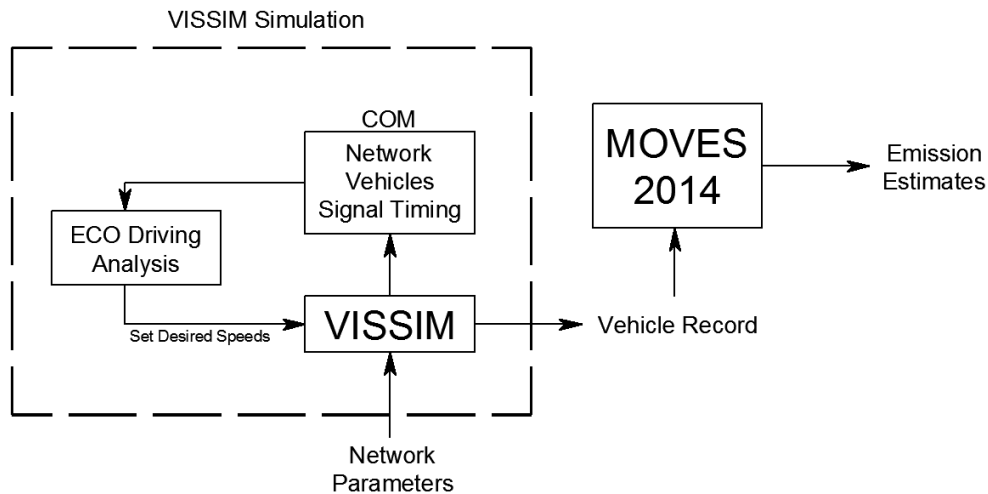 VISSIM Simulation
COM
Network
Vehicles
Signal Timing
ECO Driving
Analysis
Set Desired Speeds
VISSIM
Network
Parameters
Vehicle Record
MOVES
2014
Emission
Estimates